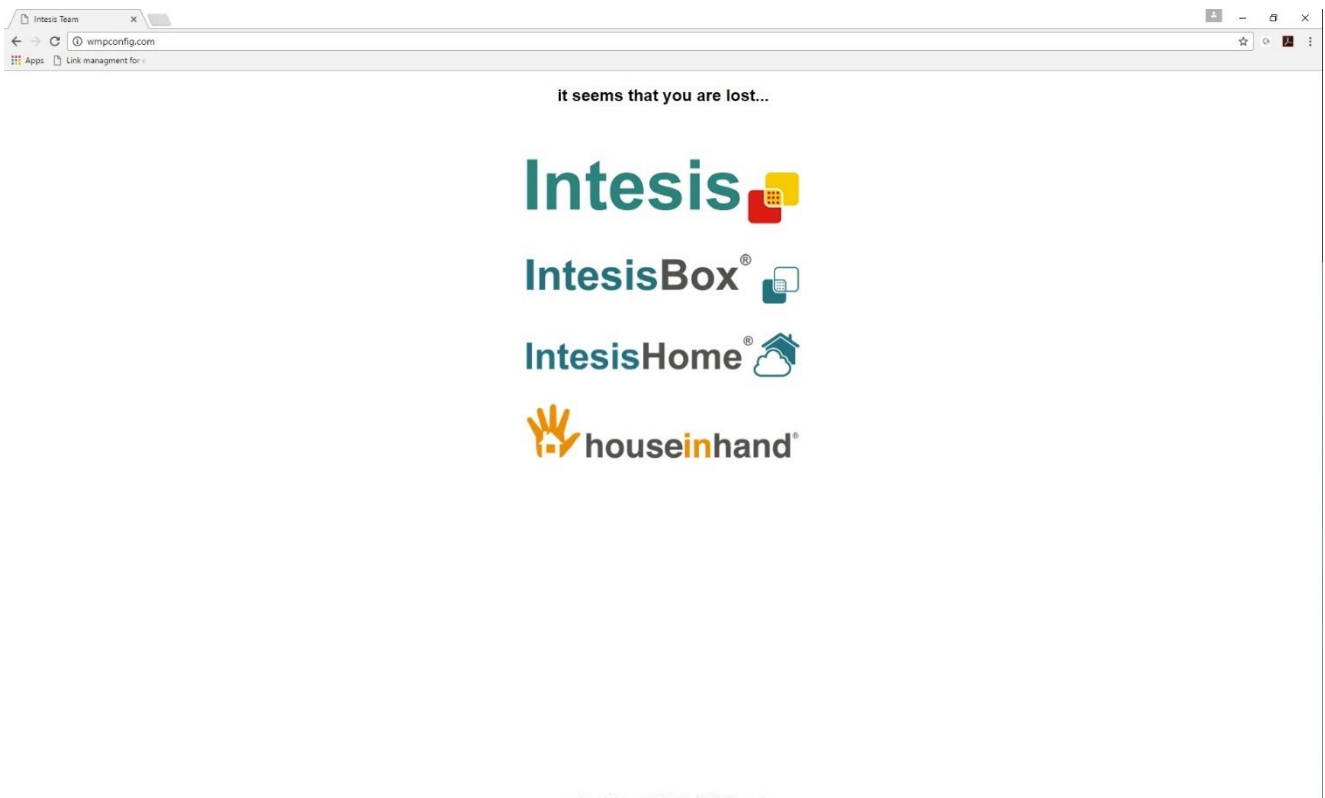 Intesis Team
wmpconfig.com
Apps Link managment for
it seems that you are lost...
Intesis
IntesisBox®
IntesisHome®
houseinhand®